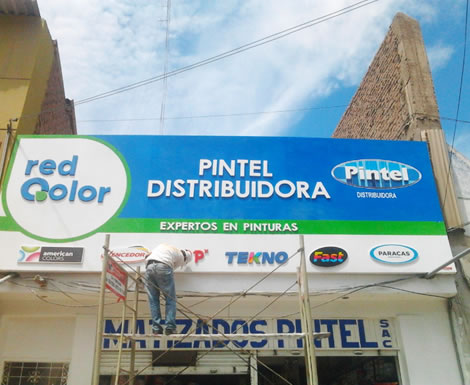 red
Color
PINTEL
DISTRIBUIDORA
Pintel
DISTRIBUIDORA
EXPERTOS EN PINTURAS
american
COLORS
TEKNO
Fast
PARACAS
MATIZADOS PINTEL SAC